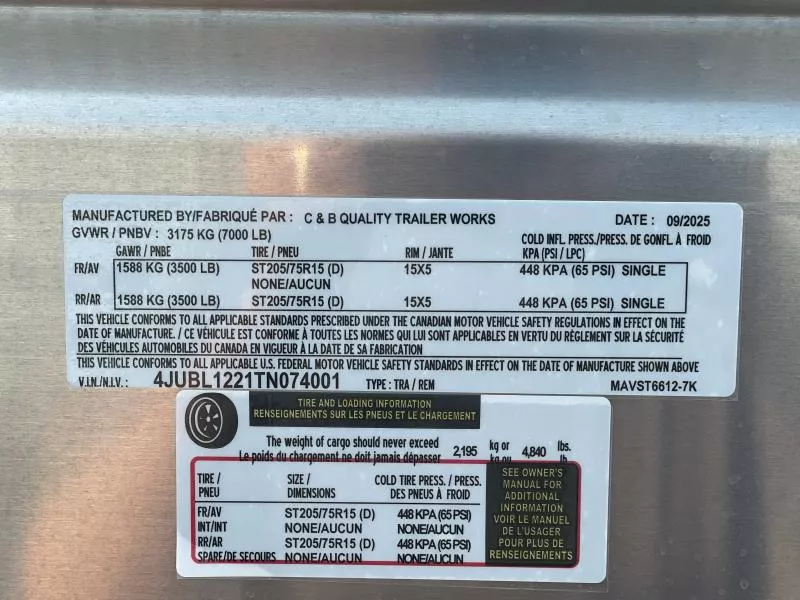 MANUFACTURED BY/FABRIQUÉ PAR : C & B QUALITY TRAILER WORKS DATE : 09/2025
GVWR / PNBV : 3175 KG (7000 LB)
GAWR / PNBE TIRE / PNEU RIM / JANTE COLD INFL. PRESS./PRESS. DE GONFL. À FROID
KPA (PSI / LPC)
FR/AV 1588 KG (3500 LB) ST205/75R15 (D) 15X5 448 KPA (65 PSI) SINGLE
NONE/AUCUN
RR/AR 1588 KG (3500 LB) ST205/75R15 (D) 15X5 448 KPA (65 PSI) SINGLE
THIS VEHICLE CONFORMS TO ALL APPLICABLE STANDARDS PRESCRIBED UNDER THE CANADIAN MOTOR VEHICLE SAFETY REGULATIONS IN EFFECT ON THE
DATE OF MANUFACTURE. / CE VÉHICULE EST CONFORME À TOUTES LES NORMES QUI LUI SONT APPLICABLES EN VERTU DU RÈGLEMENT SUR LA SÉCURITÉ
DES VÉHICULES AUTOMOBILES DU CANADA EN VIGUEUR À LA DATE DE SA FABRICATION
THIS VEHICLE CONFORMS TO ALL APPLICABLE U.S. FEDERAL MOTOR VEHICLE SAFETY STANDARDS IN EFFECT ON THE DATE OF MANUFACTURE SHOWN ABOVE
V.I.N./N.I.V.: 4JUBL1221TN074001 TYPE : TRA / REM MAVST6612-7K
TIRE AND LOADING INFORMATION
RENSEIGNEMENTS SUR LES PNEUS ET LE CHARGEMENT
The weight of cargo should never exceed 2,195 kg or 4,840 lbs.
Le poids du chargement ne doit jamais dépasser kg ou lb.
TIRE / SIZE / COLD TIRE PRESS. / PRESS.
PNEU DIMENSIONS DES PNEUS À FROID
FR/AV ST205/75R15 (D) 448 KPA (65 PSI)
INT/INT NONE/AUCUN NONE/AUCUN
RR/AR ST205/75R15 (D) 448 KPA (65 PSI)
SPARE/DE SECOURS NONE/AUCUN NONE/AUCUN
SEE OWNER'S
MANUAL FOR
ADDITIONAL
INFORMATION
VOIR LE MANUEL
DE L'USAGER
POUR PLUS DE
RENSEIGNEMENTS